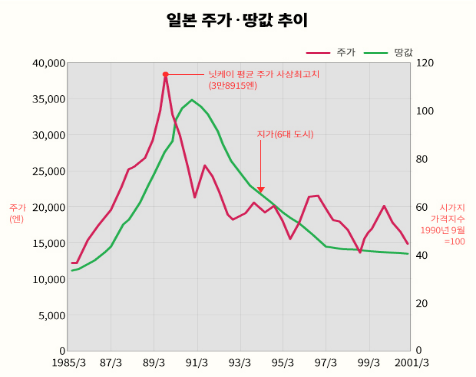 일본 주가·땅값 추이
주가 땅값
40,000
35,000
30,000
25,000
20,000
15,000
10,000
5,000
0
주가
(엔)
닛케이 평균 주가 사상최고치
(3만8915엔)
지가(6대 도시)
120
100
80
60
40
20
0
시가지
가격지수
1990년 9월
=100
1985/3 87/3 89/3 91/3 93/3 95/3 97/3 99/3 2001/3